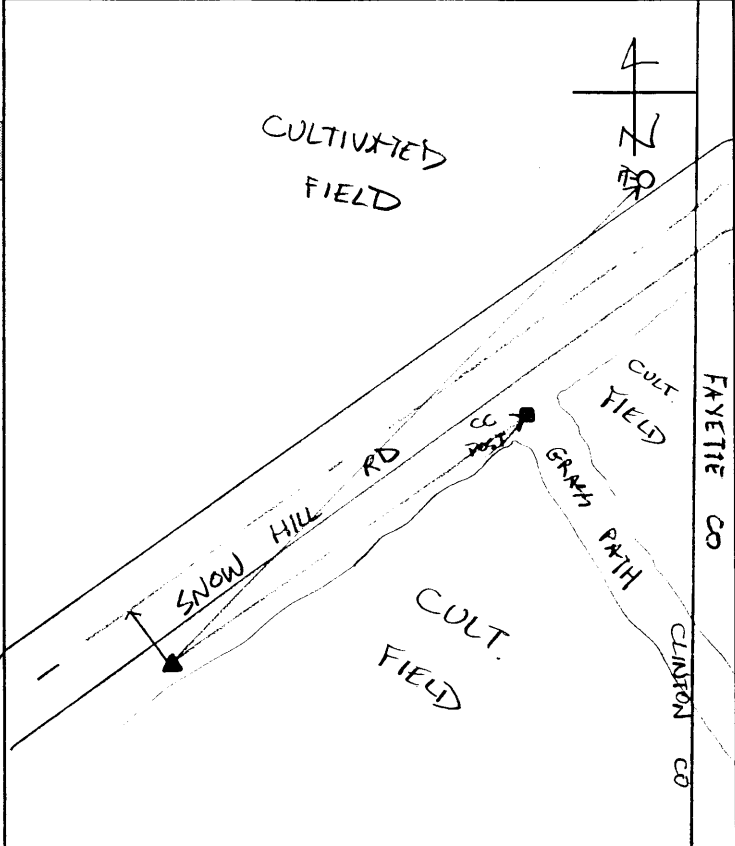 CULTIVATED
FIELD
N
CULT.
FIELD
FAYETTE CO
CC
POST
RD
GRASS PATH
SNOW HILL
CULT.
FIELD
CLINTON CO